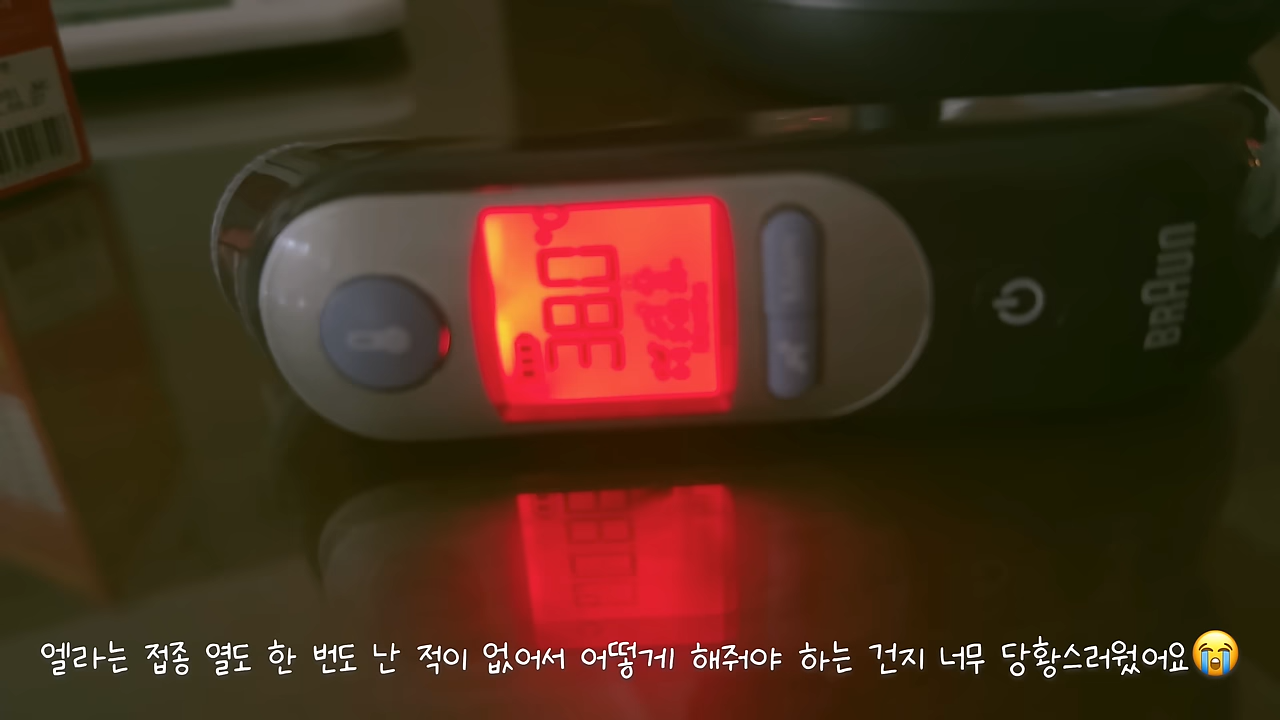 38.0 °C
BRAUN
엘라는 접종 열도 한 번도 난 적이 없어서 어떻게 해줘야 하는 건지 너무 당황스러웠어요😭